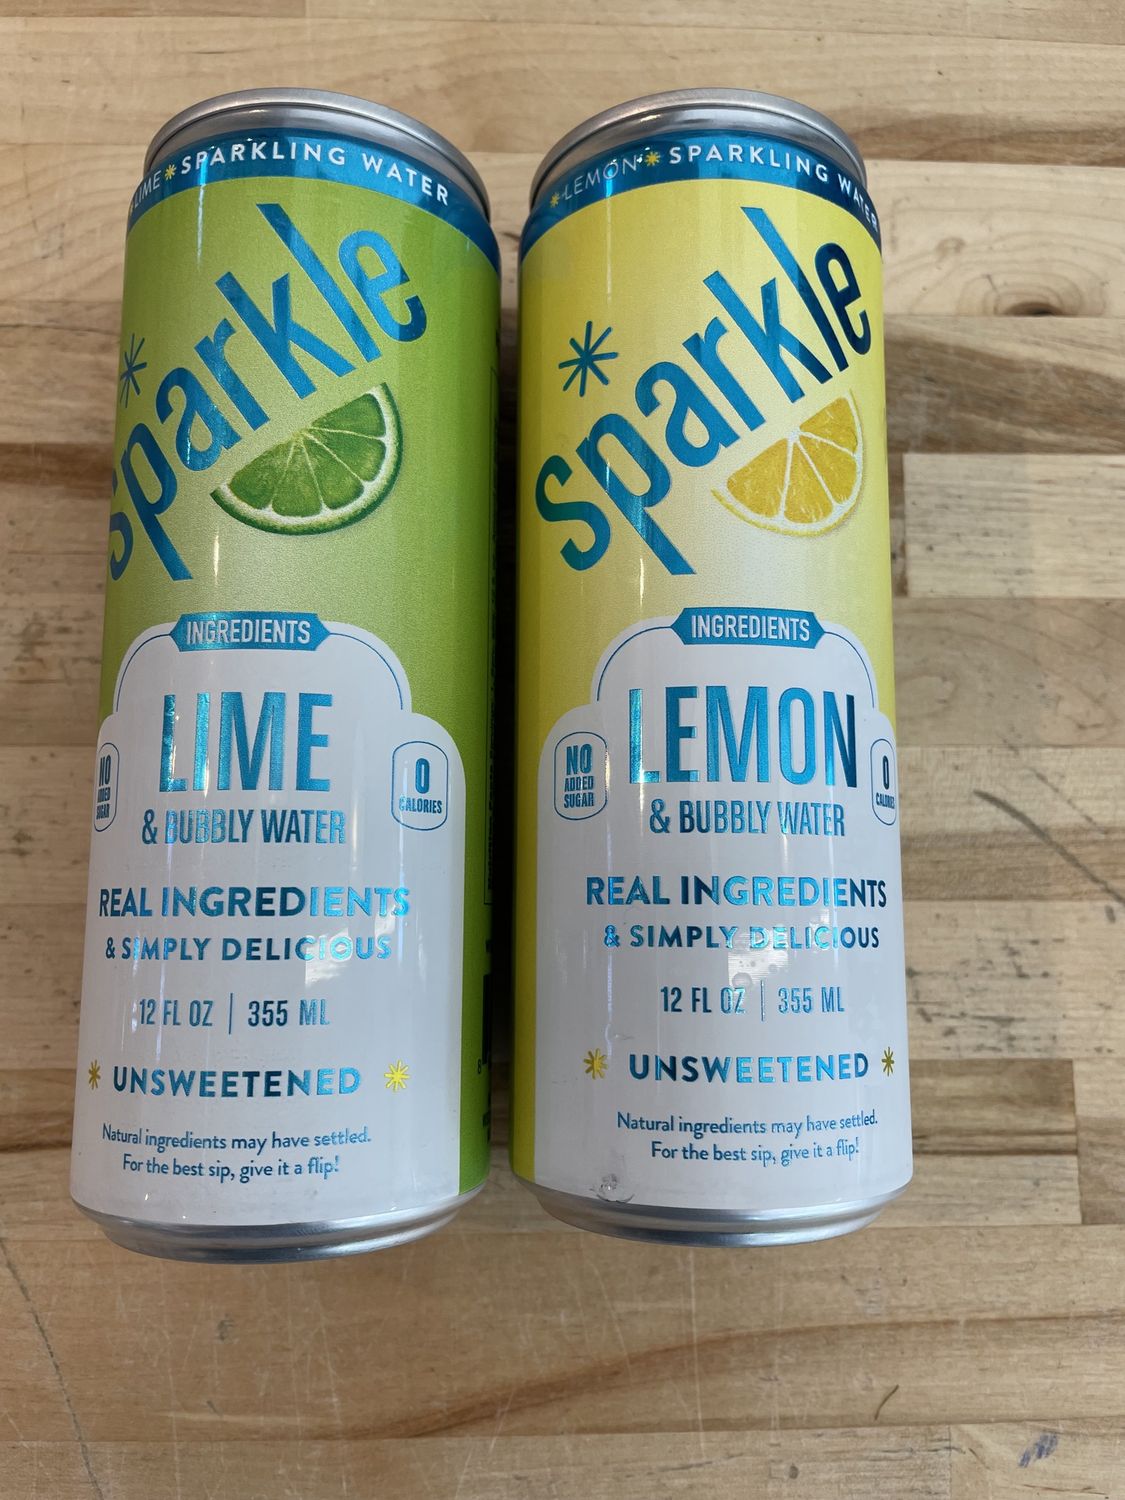 LIME * SPARKLING WATER
sparkle
INGREDIENTS
LIME
& BUBBLY WATER
NO
ADDED
SUGAR
0
CALORIES
REAL INGREDIENTS
& SIMPLY DELICIOUS
12 FL OZ | 355 ML
* UNSWEETENED *
Natural ingredients may have settled.
For the best sip, give it a flip!
* LEMON * SPARKLING WATER
sparkle
INGREDIENTS
LEMON
& BUBBLY WATER
NO
ADDED
SUGAR
0
CALORIES
REAL INGREDIENTS
& SIMPLY DELICIOUS
12 FL OZ | 355 ML
* UNSWEETENED *
Natural ingredients may have settled.
For the best sip, give it a flip!